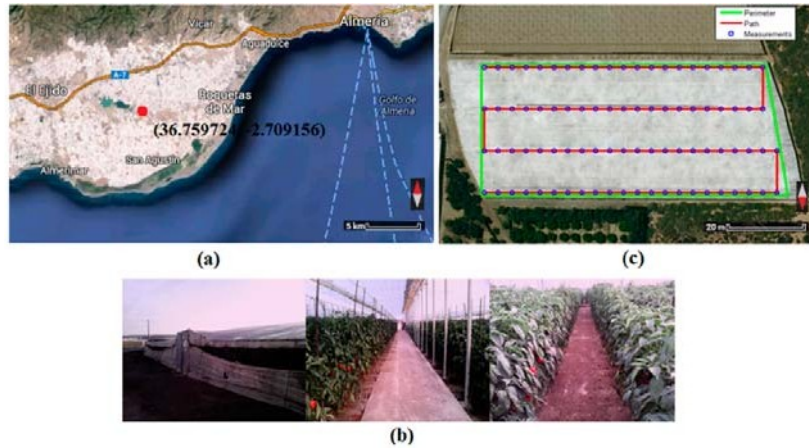 Vícar
Almería
Aguadulce
A-7
El Ejido
Roquetas
de Mar
Golfo de
Almería
(36.759724, -2.709156)
San Agustín
Almerimar
5 km
(a)
Perimeter
Path
Measurements
20 m
(c)
(b)